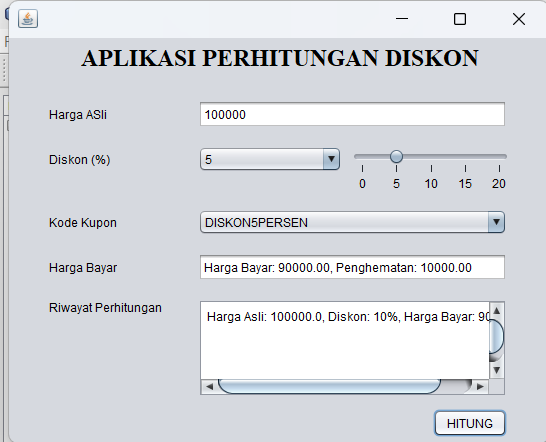 APLIKASI PERHITUNGAN DISKON
Harga ASli
100000
Diskon (%)
5
0 5 10 15 20
Kode Kupon
DISKON5PERSEN
Harga Bayar
Harga Bayar: 90000.00, Penghematan: 10000.00
Riwayat Perhitungan
Harga Asli: 100000.0, Diskon: 10%, Harga Bayar: 90
HITUNG